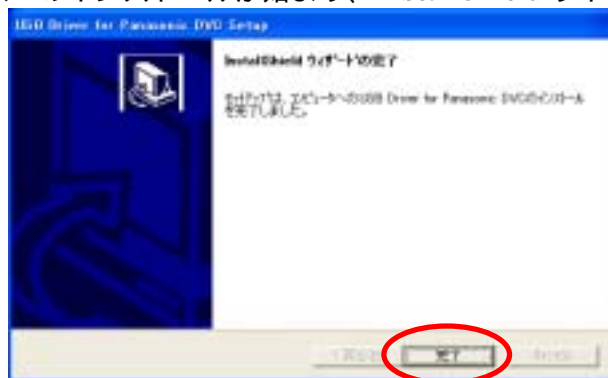 USB Driver for Panasonic DVC Setup
InstallShield ウィザードの完了
セットアップは、コンピュータへのUSB Driver for Panasonic DVCのインストール
を完了しました。
完了